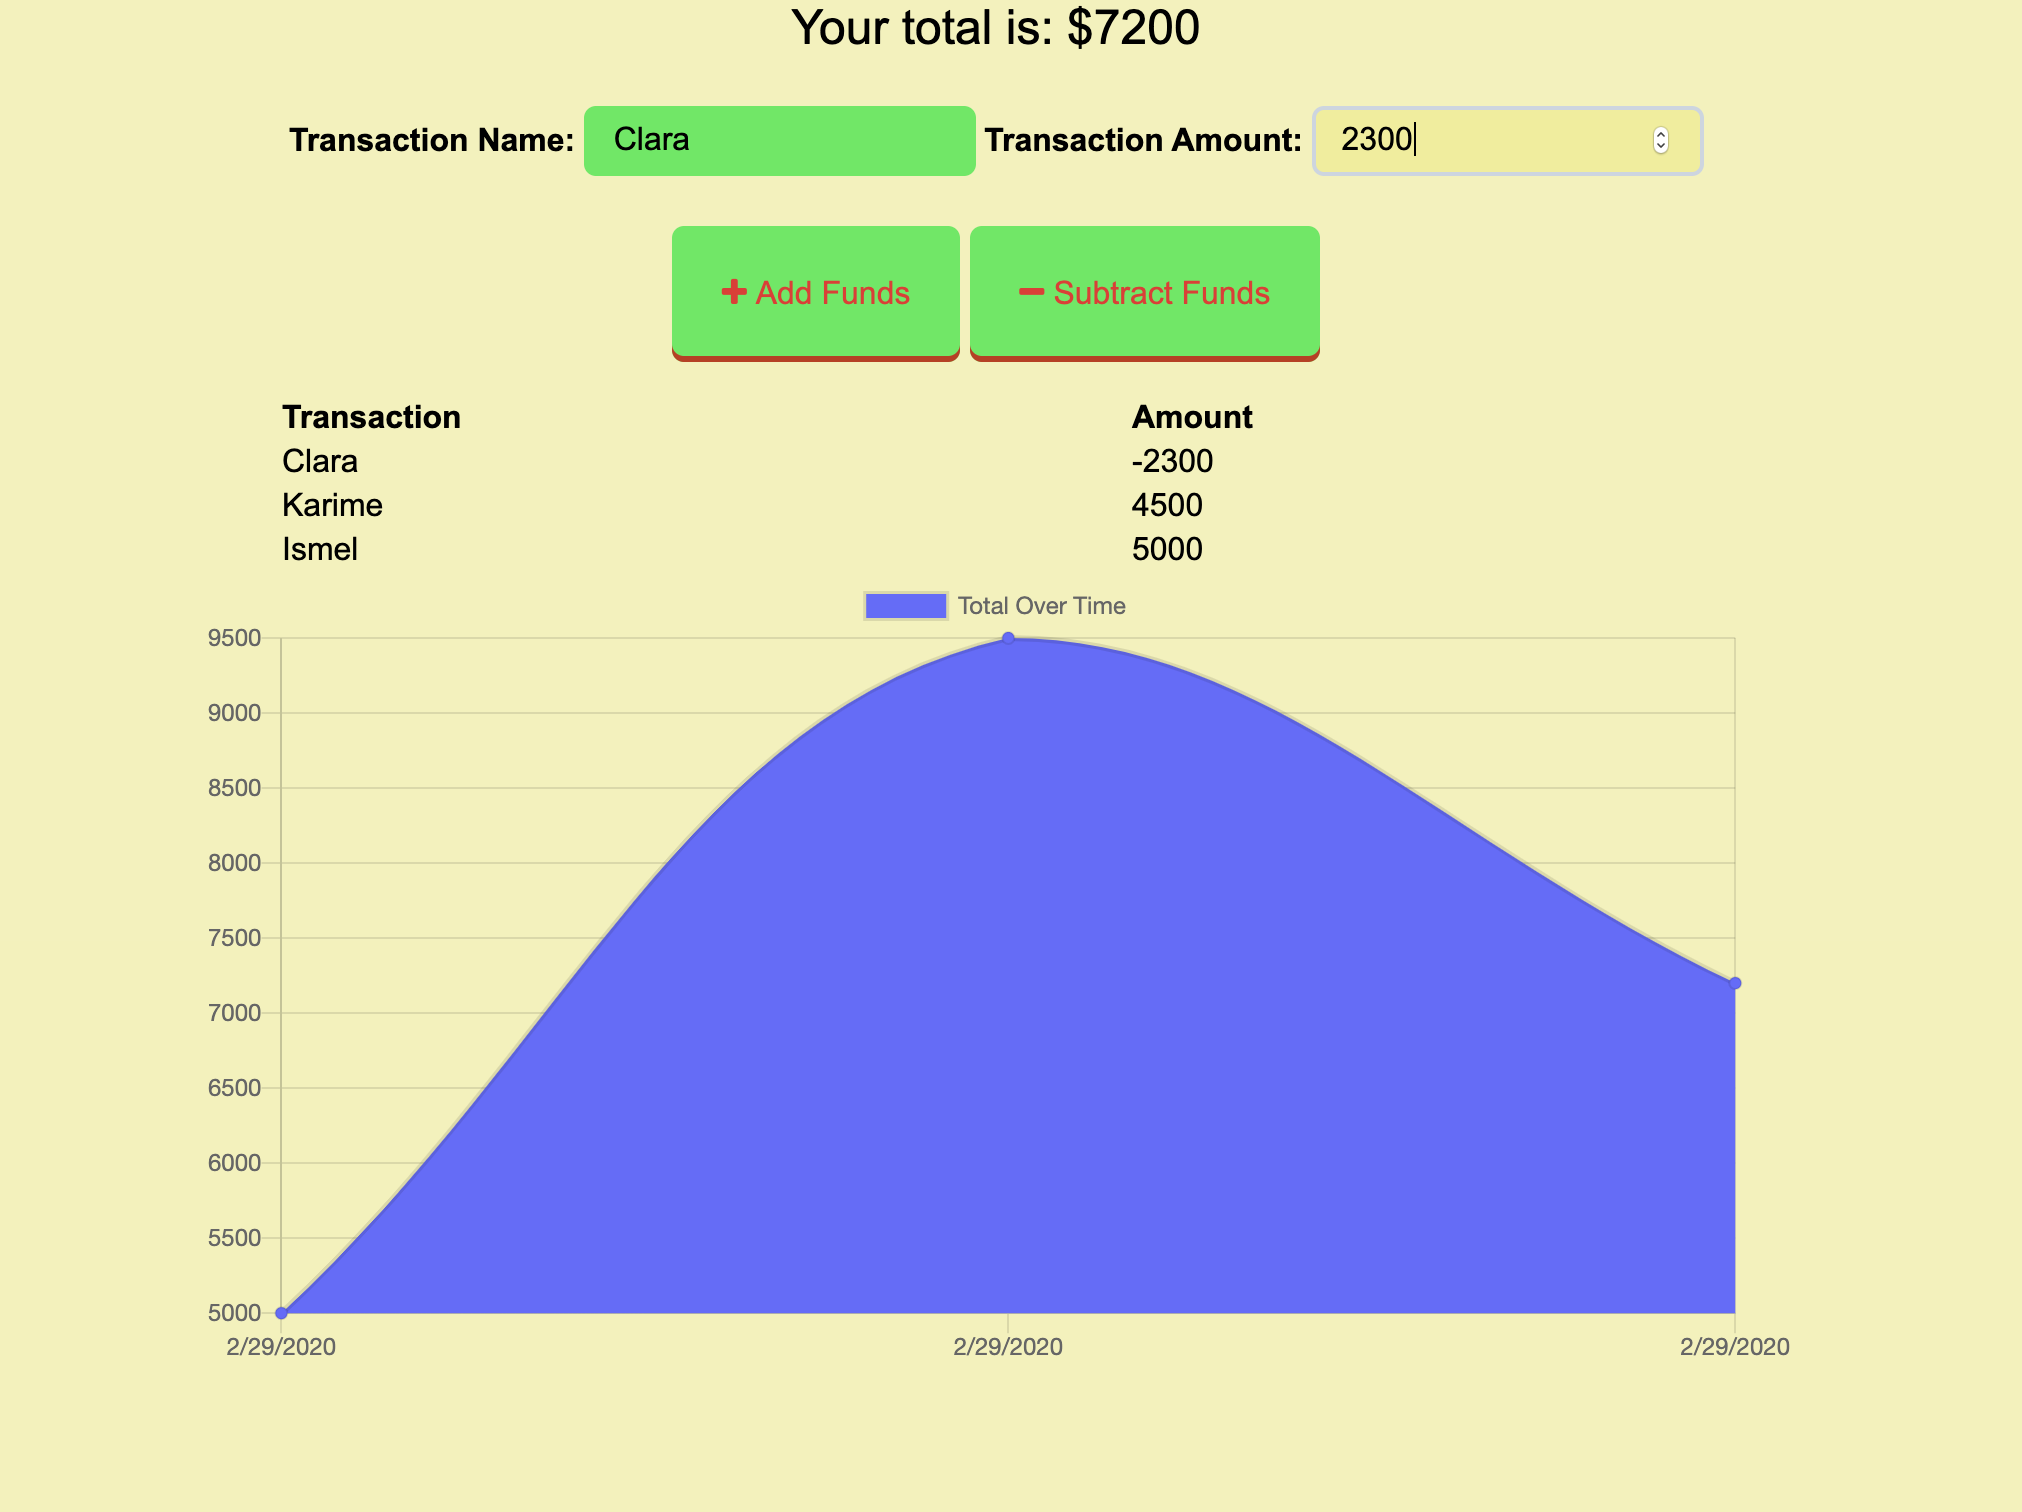 Your total is: $7200
Transaction Name: Clara Transaction Amount: 2300
Add Funds Subtract Funds
Transaction Amount
Clara -2300
Karime 4500
Ismel 5000
Total Over Time
9500
9000
8500
8000
7500
7000
6500
6000
5500
5000
2/29/2020 2/29/2020 2/29/2020